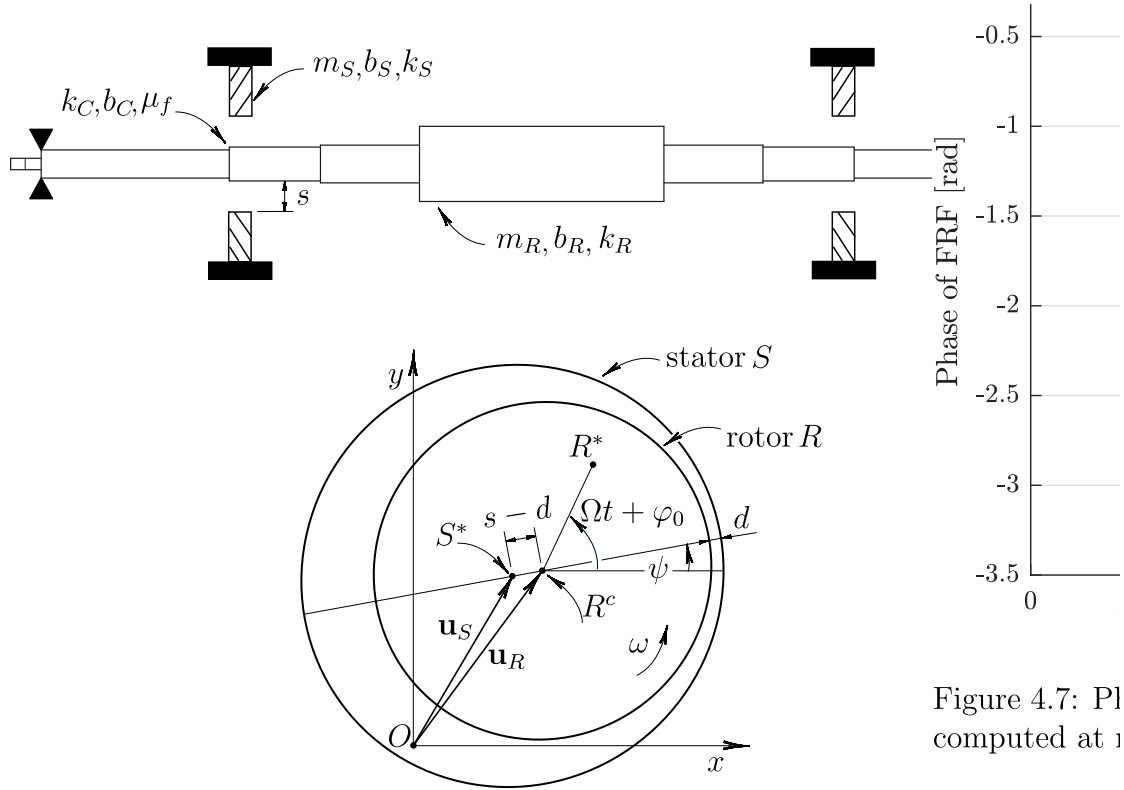 m_S,b_S,k_S
k_C,b_C,μ_f
s
m_R,b_R,k_R
y
stator S
rotor R
R*
s − d
Ωt + φ_0
d
S*
ψ
R^c
u_S
u_R
ω
O
x
Phase of FRF [rad]
-0.5
-1
-1.5
-2
-2.5
-3
-3.5
0
Figure 4.7:
computed at